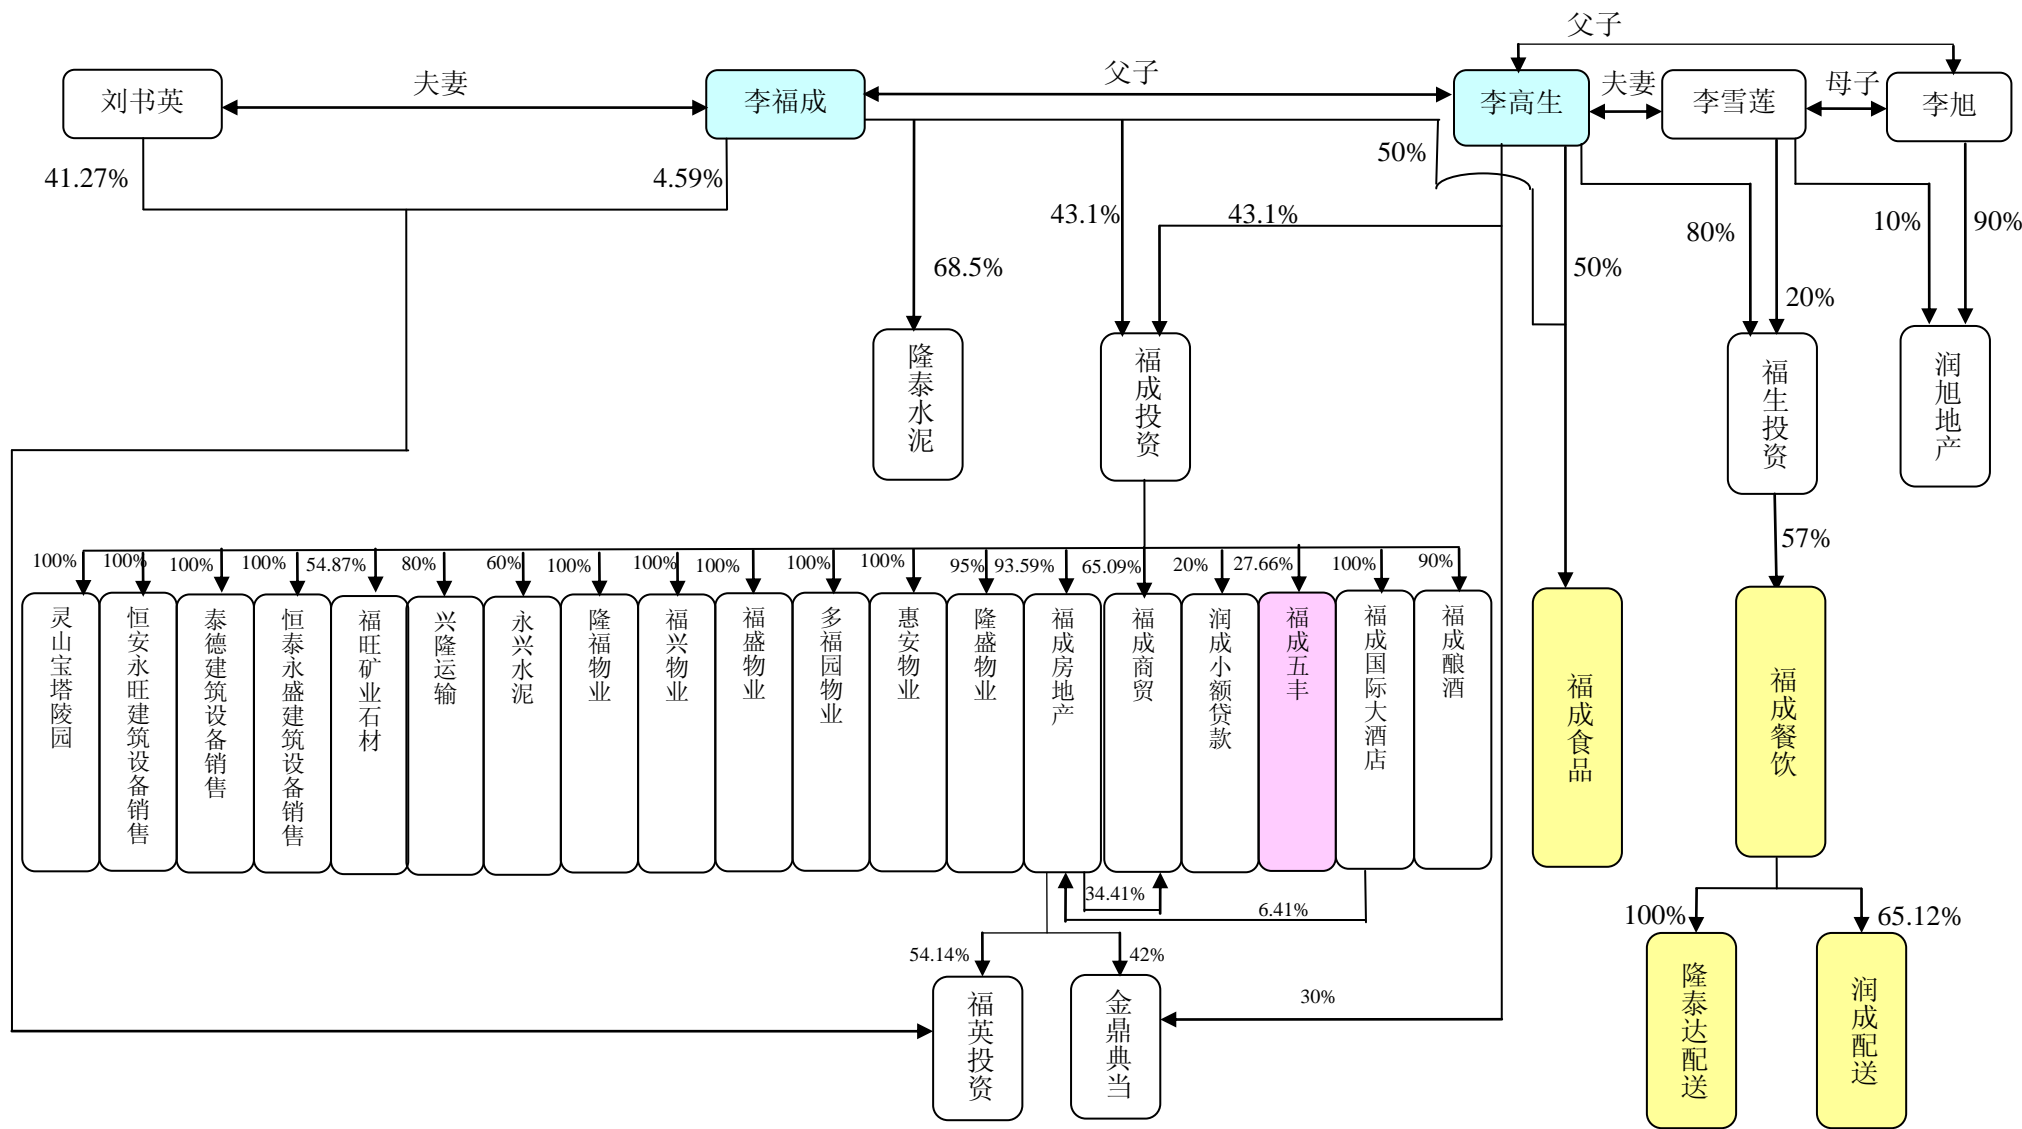 父子
刘书英
夫妻
李福成
父子
李高生
夫妻
李雪莲
母子
李旭
41.27%
4.59%
50%
43.1%
43.1%
80%
10%
90%
68.5%
50%
20%
隆泰水泥
福成投资
福生投资
润旭地产
57%
100%
100%
100%
100%
54.87%
80%
60%
100%
100%
100%
100%
100%
95%
93.59%
65.09%
20%
27.66%
100%
90%
灵山宝塔陵园
恒安永旺建筑设备销售
泰德建筑设备销售
恒泰永盛建筑设备销售
福旺矿业石材
兴隆运输
永兴水泥
隆福物业
福兴物业
福盛物业
多福园物业
惠安物业
隆盛物业
福成房地产
福成商贸
润成小额贷款
福成五丰
福成国际大酒店
福成酿酒
福成食品
福成餐饮
34.41%
6.41%
100%
65.12%
54.14%
42%
30%
福英投资
金鼎典当
隆泰达配送
润成配送